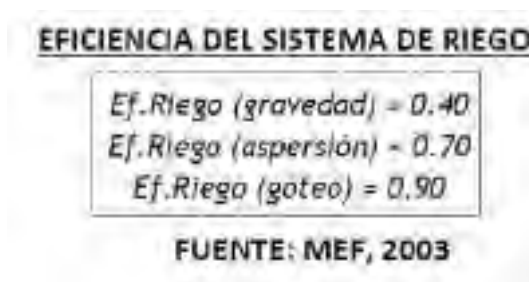 EFICIENCIA DEL SISTEMA DE RIEGO
Ef.Riego (gravedad) = 0.40
Ef.Riego (aspersión) = 0.70
Ef.Riego (goteo) = 0.90
FUENTE: MEF, 2003